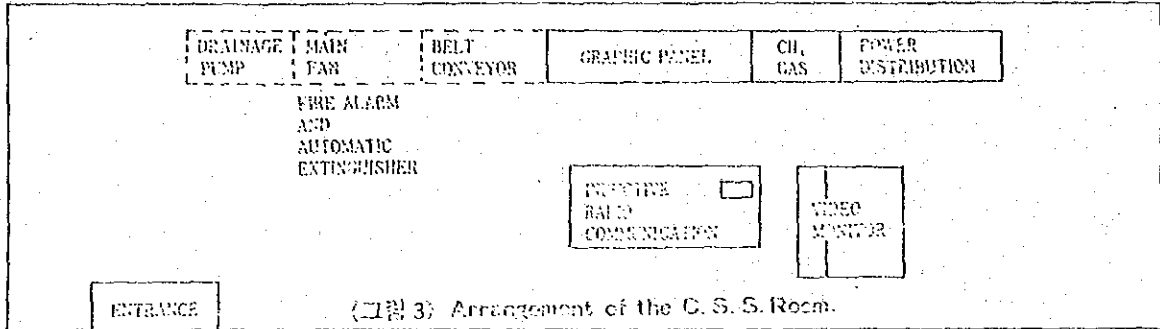 DRAINAGE
PUMP
MAIN
FAN
BELT
CONVEYOR
GRAPHIC PANEL
CH₄
GAS
POWER
DISTRIBUTION
FIRE ALARM
AND
AUTOMATIC
EXTINGUISHER
INDUCTIVE
RADIO
COMMUNICATION
VIDEO
MONITOR
ENTRANCE
(그림 3) Arrangement of the C. S. S. Room.